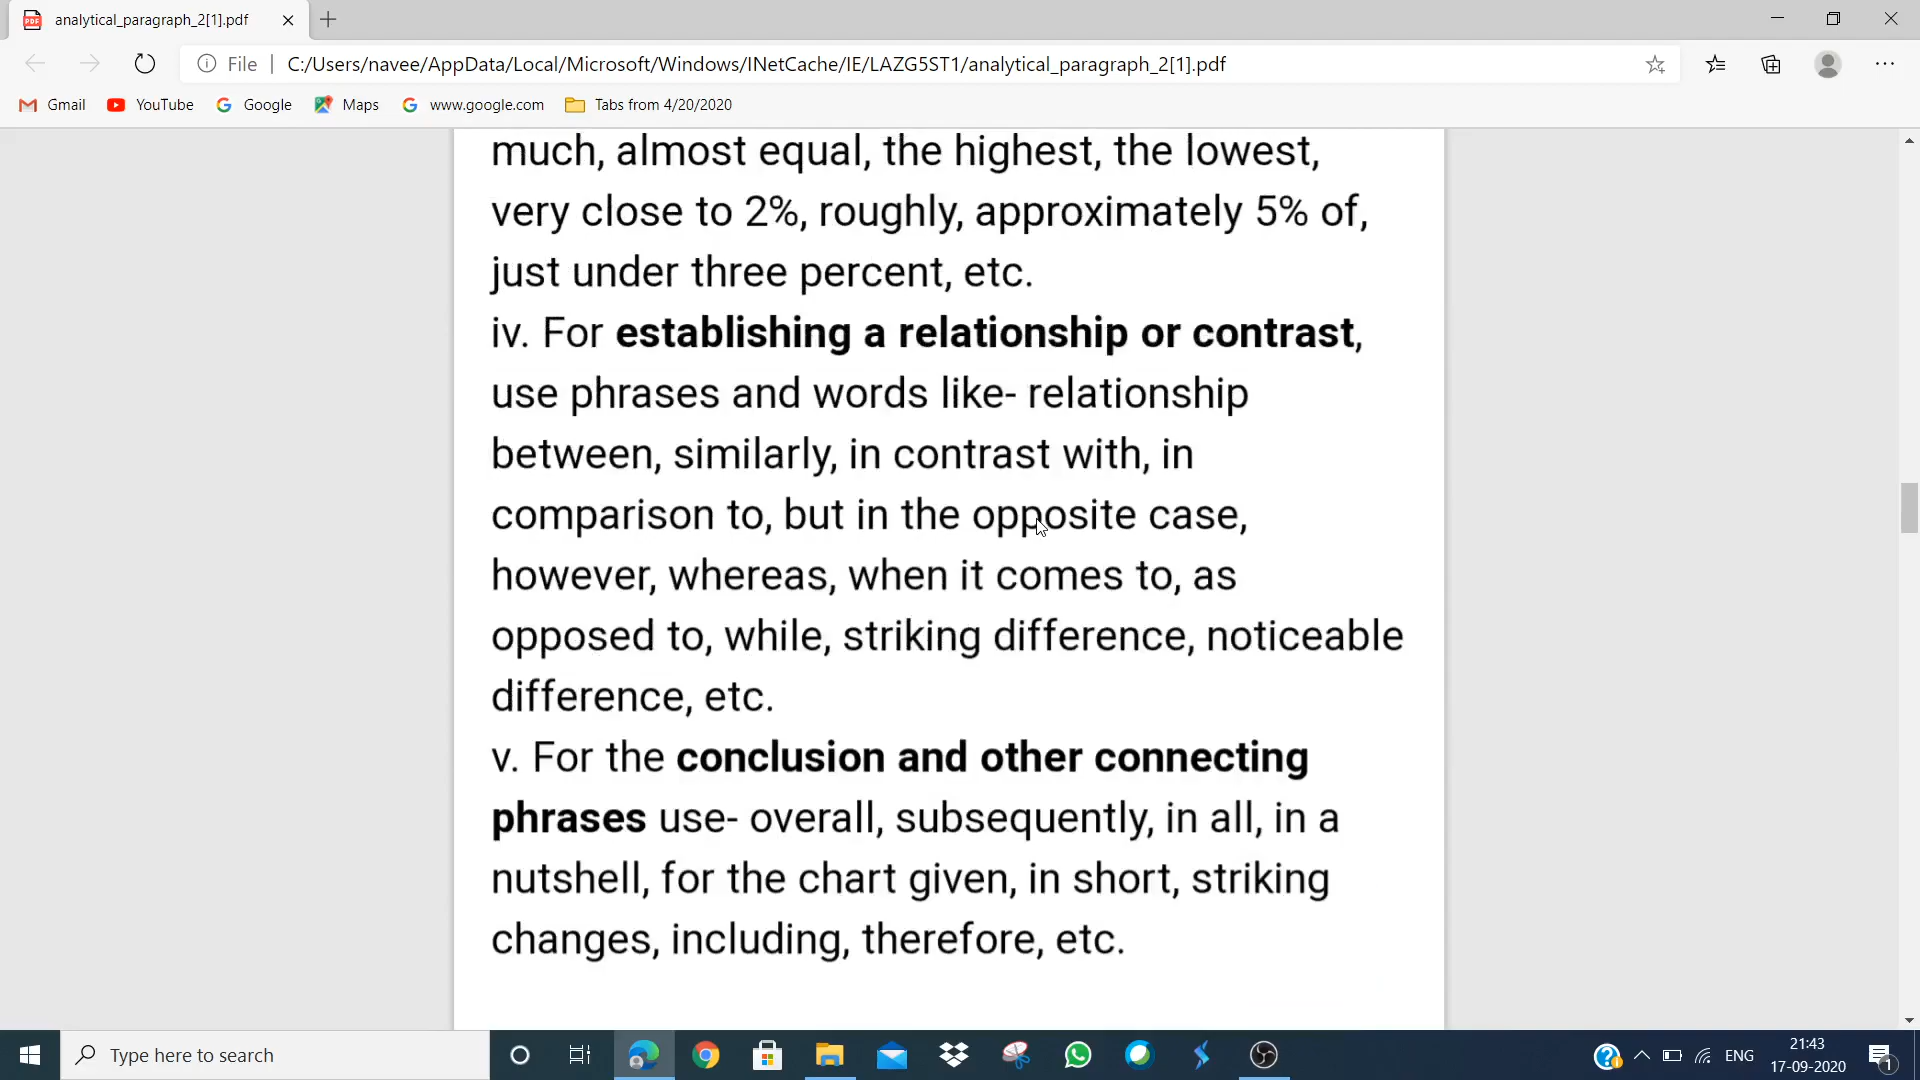 analytical_paragraph_2[1].pdf
File | C:/Users/navee/AppData/Local/Microsoft/Windows/INetCache/IE/LAZG5ST1/analytical_paragraph_2[1].pdf
Gmail YouTube Google Maps www.google.com Tabs from 4/20/2020
much, almost equal, the highest, the lowest,
very close to 2%, roughly, approximately 5% of,
just under three percent, etc.
iv. For establishing a relationship or contrast,
use phrases and words like- relationship
between, similarly, in contrast with, in
comparison to, but in the opposite case,
however, whereas, when it comes to, as
opposed to, while, striking difference, noticeable
difference, etc.
v. For the conclusion and other connecting
phrases use- overall, subsequently, in all, in a
nutshell, for the chart given, in short, striking
changes, including, therefore, etc.
Type here to search
ENG
21:43
17-09-2020
1